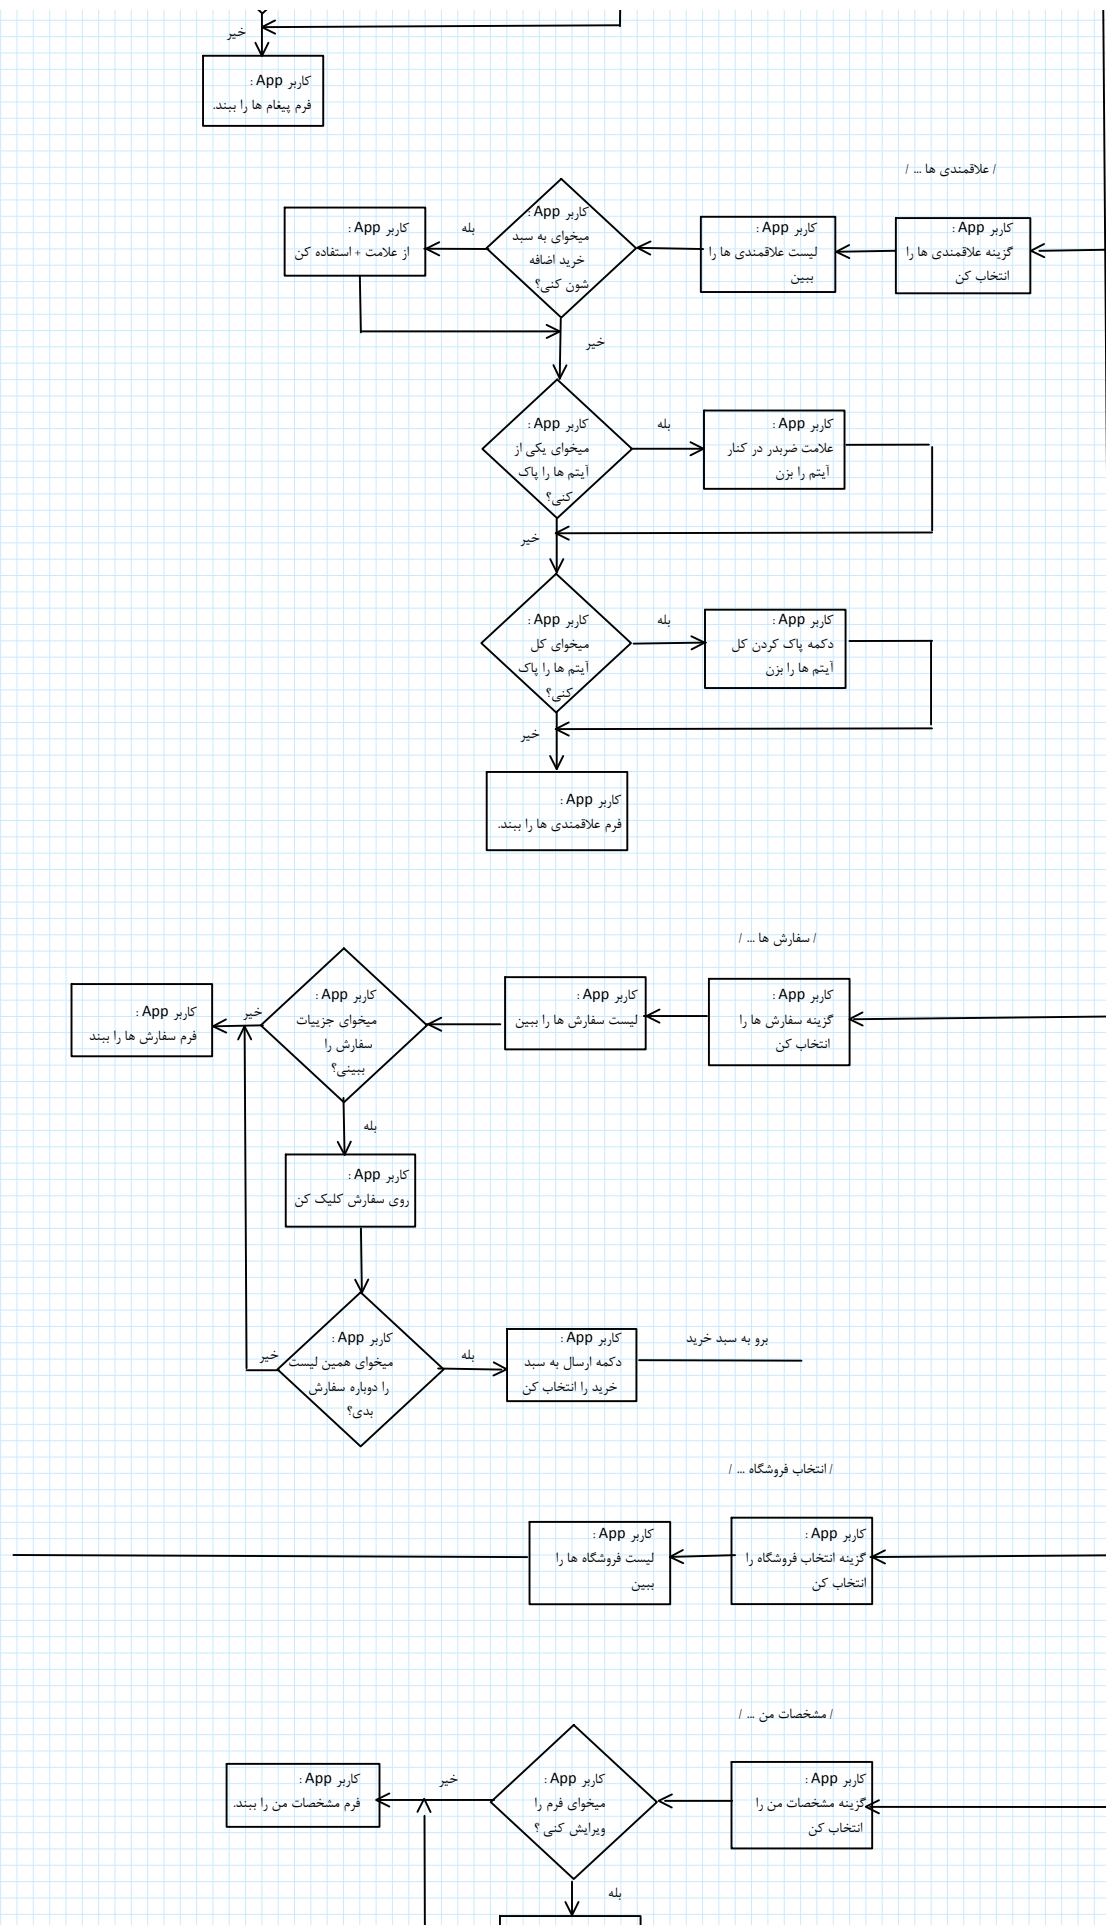 خیر
کاربر App :
فرم پیغام ها را ببند.
/ علاقمندی ها ... /
کاربر App :
گزینه علاقمندی ها را
انتخاب کن
کاربر App :
لیست علاقمندی ها را
ببین
کاربر App :
میخوای به سبد
خرید اضافه
شون کنی؟
بله
کاربر App :
از علامت + استفاده کن
خیر
کاربر App :
میخوای یکی از
آیتم ها را پاک
کنی؟
بله
کاربر App :
علامت ضربدر در کنار
آیتم را بزن
خیر
کاربر App :
میخوای کل
آیتم ها را پاک
کنی؟
بله
کاربر App :
دکمه پاک کردن کل
آیتم ها را بزن
خیر
کاربر App :
فرم علاقمندی ها را ببند.
/ سفارش ها ... /
کاربر App :
گزینه سفارش ها را
انتخاب کن
کاربر App :
لیست سفارش ها را ببین
کاربر App :
میخوای جزییات
سفارش را
ببینی؟
خیر
کاربر App :
فرم سفارش ها را ببند
بله
کاربر App :
روی سفارش کلیک کن
کاربر App :
میخوای همین لیست
را دوباره سفارش
بدی؟
خیر
بله
کاربر App :
دکمه ارسال به سبد
خرید را انتخاب کن
برو به سبد خرید
/ انتخاب فروشگاه ... /
کاربر App :
گزینه انتخاب فروشگاه را
انتخاب کن
کاربر App :
لیست فروشگاه ها را
ببین
/ مشخصات من ... /
کاربر App :
گزینه مشخصات من را
انتخاب کن
کاربر App :
میخوای فرم را
ویرایش کنی ؟
خیر
کاربر App :
فرم مشخصات من را ببند.
بله